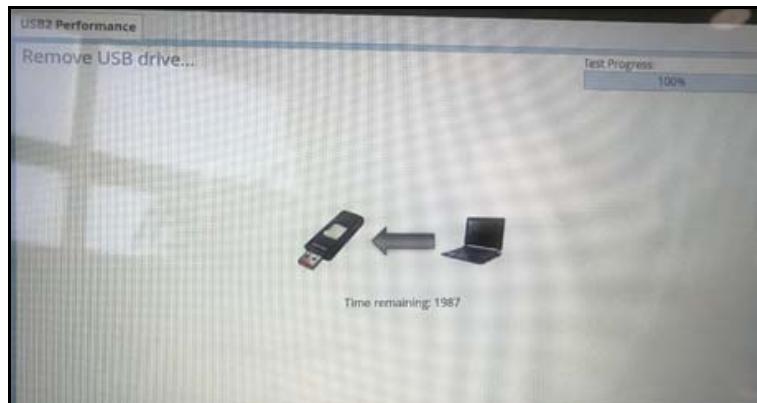 USB2 Performance
Remove USB drive...
Test Progress:
100%
Time remaining: 1987